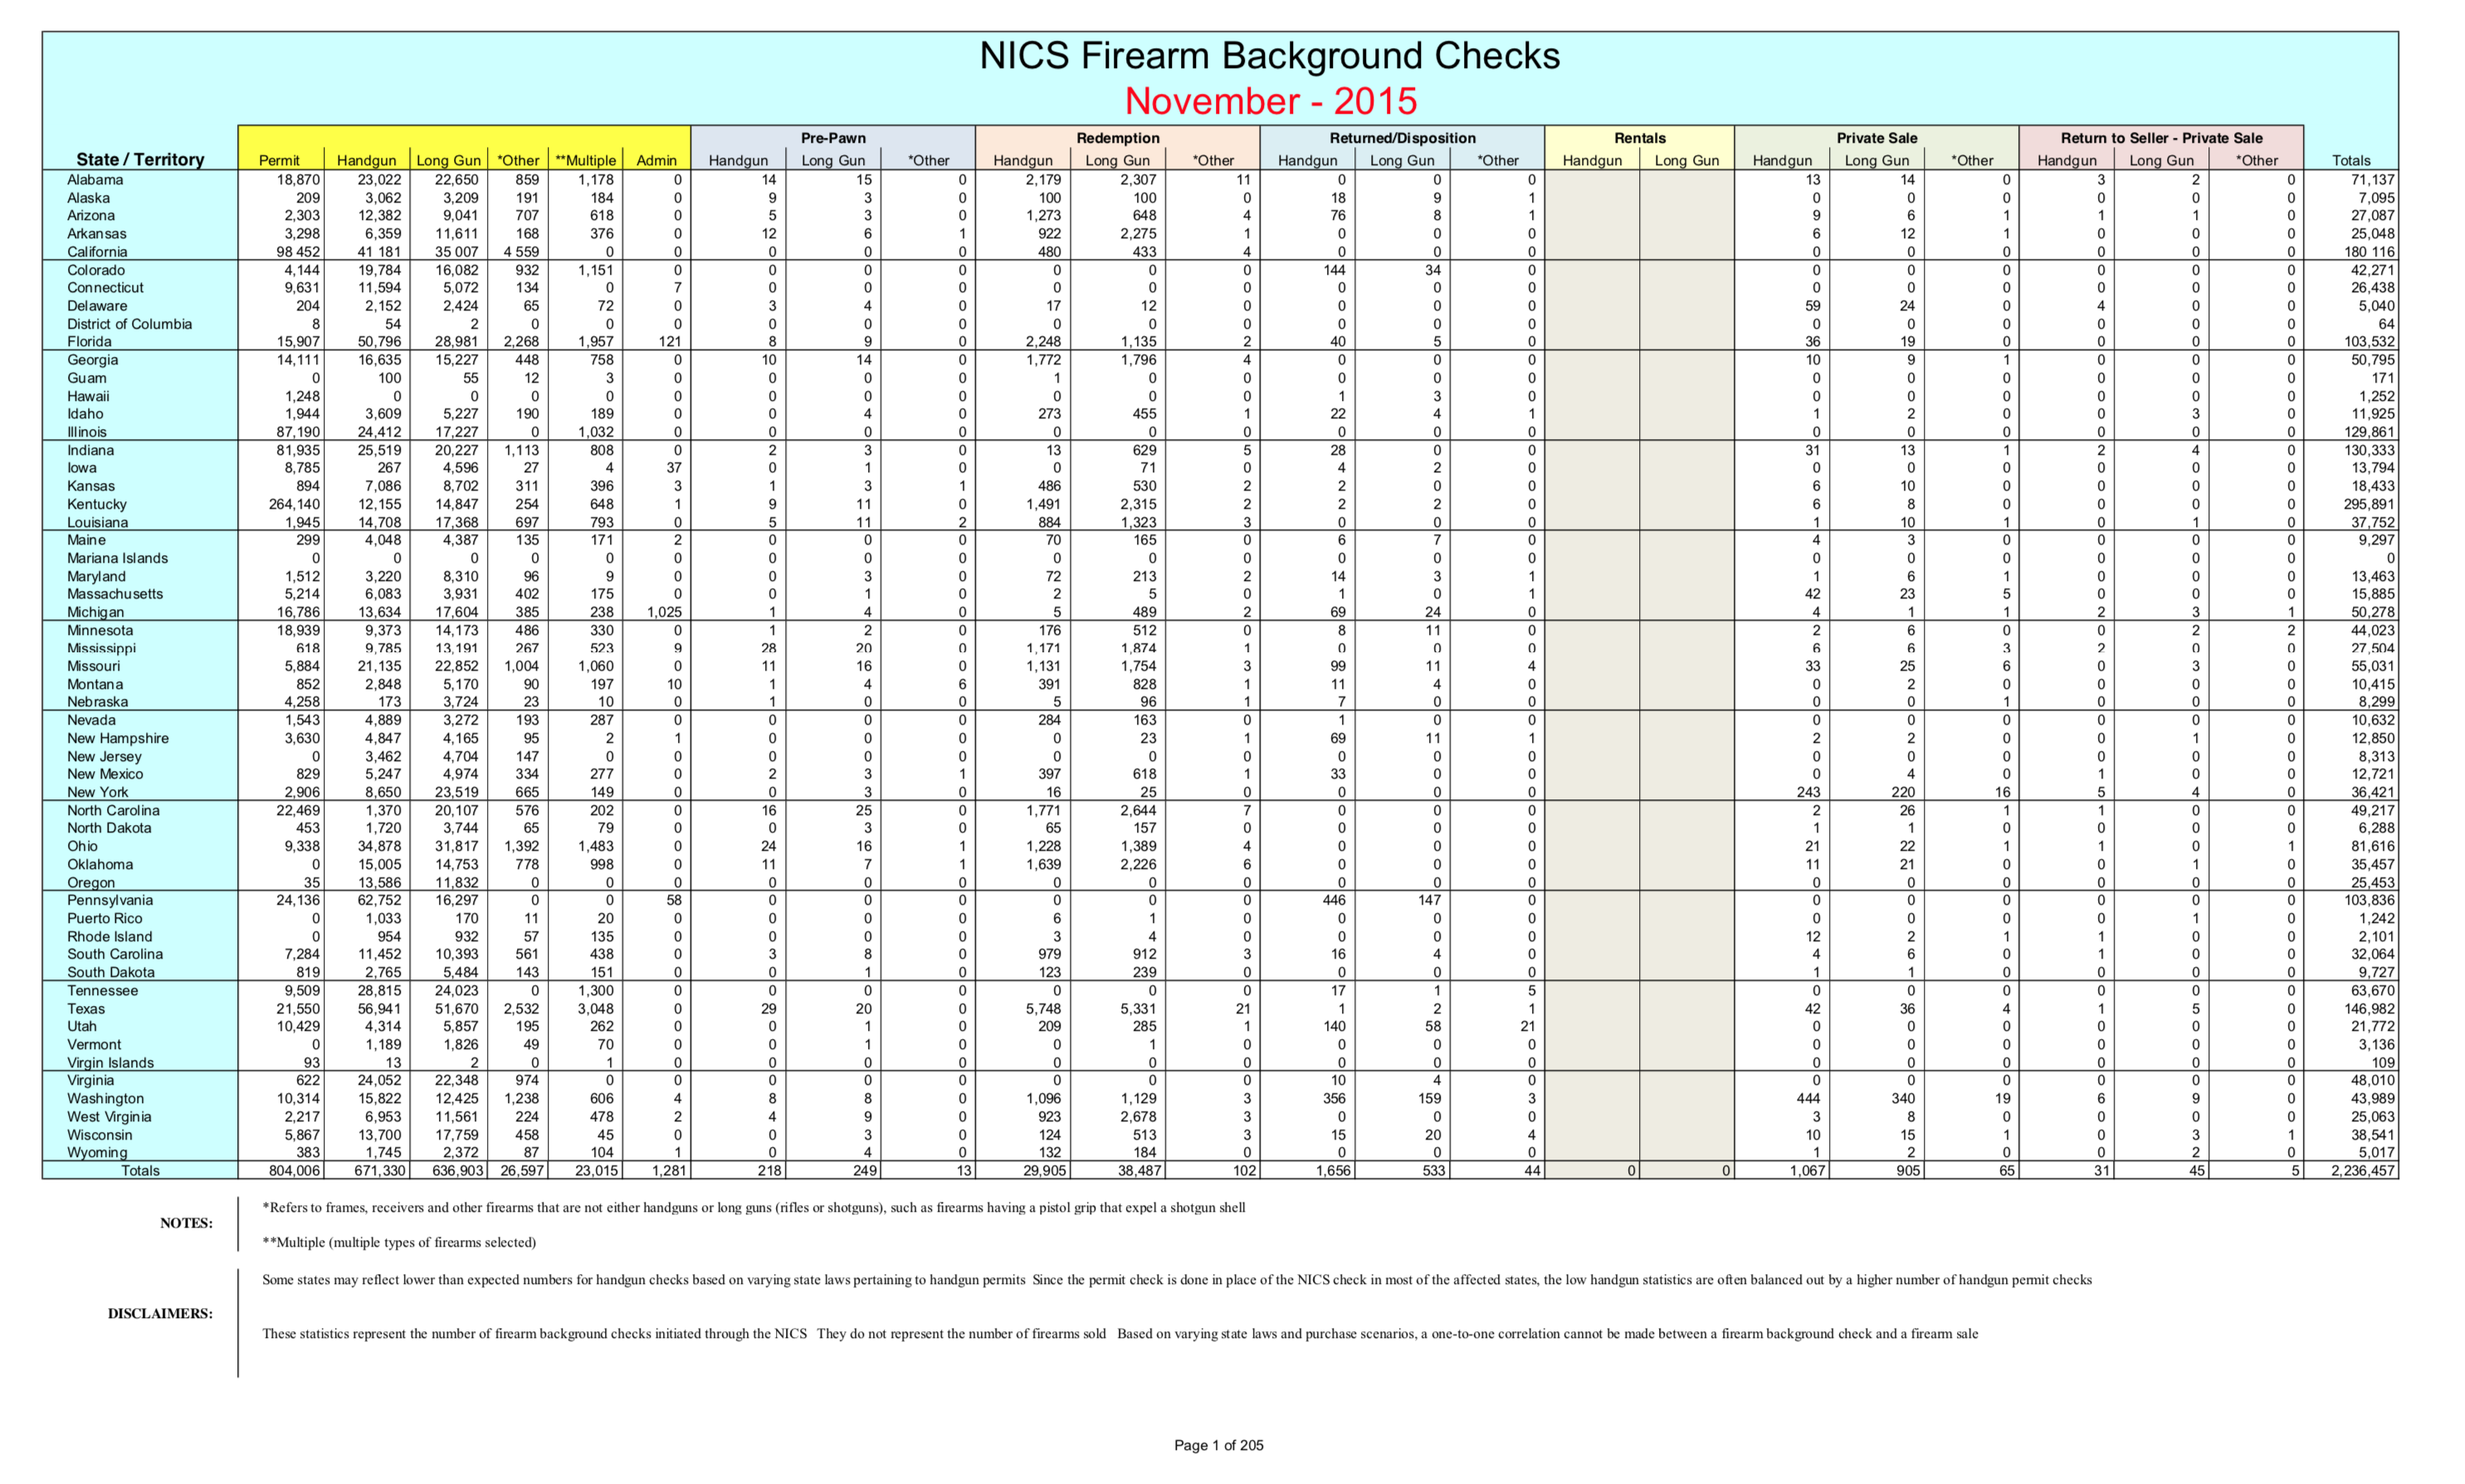 NICS Firearm Background Checks
November - 2015
Pre-Pawn Redemption Returned/Disposition Rentals Private Sale Return to Seller - Private Sale
State / Territory Permit Handgun Long Gun *Other **Multiple Admin Handgun Long Gun *Other Handgun Long Gun *Other Handgun Long Gun *Other Handgun Long Gun Handgun Long Gun *Other Handgun Long Gun *Other Totals
Alabama 18,870 23,022 22,650 859 1,178 0 14 15 0 2,179 2,307 11 0 0 0 13 14 0 3 2 0 71,137
Alaska 209 3,062 3,209 191 184 0 9 3 0 100 100 0 18 9 1 0 0 0 0 0 0 7,095
Arizona 2,303 12,382 9,041 707 618 0 5 3 0 1,273 648 4 76 8 1 9 6 1 1 1 0 27,087
Arkansas 3,298 6,359 11,611 168 376 0 12 6 1 922 2,275 1 0 0 0 6 12 1 0 0 0 25,048
California 98 452 41 181 35 007 4 559 0 0 0 0 0 480 433 4 0 0 0 0 0 0 0 0 0 180 116
Colorado 4,144 19,784 16,082 932 1,151 0 0 0 0 0 0 0 144 34 0 0 0 0 0 0 0 42,271
Connecticut 9,631 11,594 5,072 134 0 7 0 0 0 0 0 0 0 0 0 0 0 0 0 0 0 26,438
Delaware 204 2,152 2,424 65 72 0 3 4 0 17 12 0 0 0 0 59 24 0 4 0 0 5,040
District of Columbia 8 54 2 0 0 0 0 0 0 0 0 0 0 0 0 0 0 0 0 0 0 64
Florida 15,907 50,796 28,981 2,268 1,957 121 8 9 0 2,248 1,135 2 40 5 0 36 19 0 0 0 0 103,532
Georgia 14,111 16,635 15,227 448 758 0 10 14 0 1,772 1,796 4 0 0 0 10 9 1 0 0 0 50,795
Guam 0 100 55 12 3 0 0 0 0 1 0 0 0 0 0 0 0 0 0 0 0 171
Hawaii 1,248 0 0 0 0 0 0 0 0 0 0 0 1 3 0 0 0 0 0 0 0 1,252
Idaho 1,944 3,609 5,227 190 189 0 0 4 0 273 455 1 22 4 1 1 2 0 0 3 0 11,925
Illinois 87,190 24,412 17,227 0 1,032 0 0 0 0 0 0 0 0 0 0 0 0 0 0 0 0 129,861
Indiana 81,935 25,519 20,227 1,113 808 0 2 3 0 13 629 5 28 0 0 31 13 1 2 4 0 130,333
Iowa 8,785 267 4,596 27 4 37 0 1 0 0 71 0 4 2 0 0 0 0 0 0 0 13,794
Kansas 894 7,086 8,702 311 396 3 1 3 1 486 530 2 2 0 0 6 10 0 0 0 0 18,433
Kentucky 264,140 12,155 14,847 254 648 1 9 11 0 1,491 2,315 2 2 2 0 6 8 0 0 0 0 295,891
Louisiana 1,945 14,708 17,368 697 793 0 5 11 2 884 1,323 3 0 0 0 1 10 1 0 1 0 37,752
Maine 299 4,048 4,387 135 171 2 0 0 0 70 165 0 6 7 0 4 3 0 0 0 0 9,297
Mariana Islands 0 0 0 0 0 0 0 0 0 0 0 0 0 0 0 0 0 0 0 0 0 0
Maryland 1,512 3,220 8,310 96 9 0 0 3 0 72 213 2 14 3 1 1 6 1 0 0 0 13,463
Massachusetts 5,214 6,083 3,931 402 175 0 0 1 0 2 5 0 1 0 1 42 23 5 0 0 0 15,885
Michigan 16,786 13,634 17,604 385 238 1,025 1 4 0 5 489 2 69 24 0 4 1 1 2 3 1 50,278
Minnesota 18,939 9,373 14,173 486 330 0 1 2 0 176 512 0 8 11 0 2 6 0 0 2 2 44,023
Mississippi 618 9,785 13,191 267 523 9 28 20 0 1,171 1,874 1 0 0 0 6 6 3 2 0 0 27,504
Missouri 5,884 21,135 22,852 1,004 1,060 0 11 16 0 1,131 1,754 3 99 11 4 33 25 6 0 3 0 55,031
Montana 852 2,848 5,170 90 197 10 1 4 6 391 828 1 11 4 0 0 2 0 0 0 0 10,415
Nebraska 4,258 173 3,724 23 10 0 1 0 0 5 96 1 7 0 0 0 0 1 0 0 0 8,299
Nevada 1,543 4,889 3,272 193 287 0 0 0 0 284 163 0 1 0 0 0 0 0 0 0 0 10,632
New Hampshire 3,630 4,847 4,165 95 2 1 0 0 0 0 23 1 69 11 1 2 2 0 0 1 0 12,850
New Jersey 0 3,462 4,704 147 0 0 0 0 0 0 0 0 0 0 0 0 0 0 0 0 0 8,313
New Mexico 829 5,247 4,974 334 277 0 2 3 1 397 618 1 33 0 0 0 4 0 1 0 0 12,721
New York 2,906 8,650 23,519 665 149 0 0 3 0 16 25 0 0 0 0 243 220 16 5 4 0 36,421
North Carolina 22,469 1,370 20,107 576 202 0 16 25 0 1,771 2,644 7 0 0 0 2 26 1 1 0 0 49,217
North Dakota 453 1,720 3,744 65 79 0 0 3 0 65 157 0 0 0 0 1 1 0 0 0 0 6,288
Ohio 9,338 34,878 31,817 1,392 1,483 0 24 16 1 1,228 1,389 4 0 0 0 21 22 1 1 0 1 81,616
Oklahoma 0 15,005 14,753 778 998 0 11 7 1 1,639 2,226 6 0 0 0 11 21 0 0 1 0 35,457
Oregon 35 13,586 11,832 0 0 0 0 0 0 0 0 0 0 0 0 0 0 0 0 0 0 25,453
Pennsylvania 24,136 62,752 16,297 0 0 58 0 0 0 0 0 0 446 147 0 0 0 0 0 0 0 103,836
Puerto Rico 0 1,033 170 11 20 0 0 0 0 6 1 0 0 0 0 0 0 0 0 1 0 1,242
Rhode Island 0 954 932 57 135 0 0 0 0 3 4 0 0 0 0 12 2 1 1 0 0 2,101
South Carolina 7,284 11,452 10,393 561 438 0 3 8 0 979 912 3 16 4 0 4 6 0 1 0 0 32,064
South Dakota 819 2,765 5,484 143 151 0 0 1 0 123 239 0 0 0 0 1 1 0 0 0 0 9,727
Tennessee 9,509 28,815 24,023 0 1,300 0 0 0 0 0 0 0 17 1 5 0 0 0 0 0 0 63,670
Texas 21,550 56,941 51,670 2,532 3,048 0 29 20 0 5,748 5,331 21 1 2 1 42 36 4 1 5 0 146,982
Utah 10,429 4,314 5,857 195 262 0 0 1 0 209 285 1 140 58 21 0 0 0 0 0 0 21,772
Vermont 0 1,189 1,826 49 70 0 0 1 0 0 1 0 0 0 0 0 0 0 0 0 0 3,136
Virgin Islands 93 13 2 0 1 0 0 0 0 0 0 0 0 0 0 0 0 0 0 0 0 109
Virginia 622 24,052 22,348 974 0 0 0 0 0 0 0 0 10 4 0 0 0 0 0 0 0 48,010
Washington 10,314 15,822 12,425 1,238 606 4 8 8 0 1,096 1,129 3 356 159 3 444 340 19 6 9 0 43,989
West Virginia 2,217 6,953 11,561 224 478 2 4 9 0 923 2,678 3 0 0 0 3 8 0 0 0 0 25,063
Wisconsin 5,867 13,700 17,759 458 45 0 0 3 0 124 513 3 15 20 4 10 15 1 0 3 1 38,541
Wyoming 383 1,745 2,372 87 104 1 0 4 0 132 184 0 0 0 0 1 2 0 0 2 0 5,017
Totals 804,006 671,330 636,903 26,597 23,015 1,281 218 249 13 29,905 38,487 102 1,656 533 44 0 0 1,067 905 65 31 45 5 2,236,457
NOTES:
*Refers to frames, receivers and other firearms that are not either handguns or long guns (rifles or shotguns), such as firearms having a pistol grip that expel a shotgun shell
**Multiple (multiple types of firearms selected)
DISCLAIMERS:
Some states may reflect lower than expected numbers for handgun checks based on varying state laws pertaining to handgun permits Since the permit check is done in place of the NICS check in most of the affected states, the low handgun statistics are often balanced out by a higher number of handgun permit checks
These statistics represent the number of firearm background checks initiated through the NICS They do not represent the number of firearms sold Based on varying state laws and purchase scenarios, a one-to-one correlation cannot be made between a firearm background check and a firearm sale
Page 1 of 205